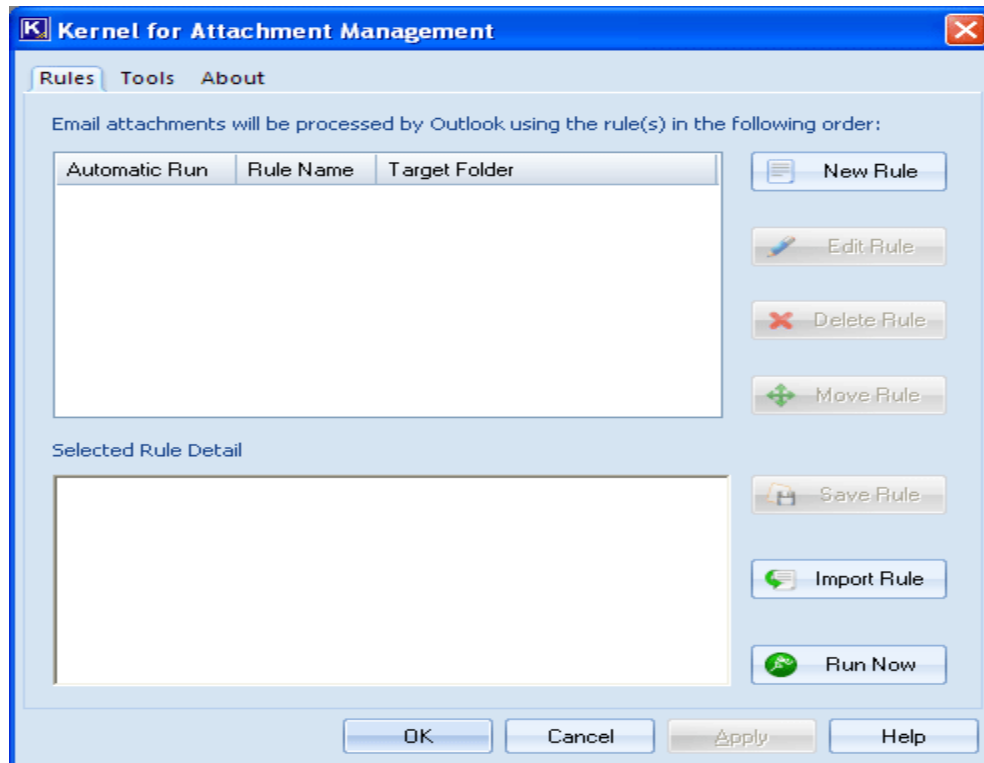 Kernel for Attachment Management
Rules Tools About
Email attachments will be processed by Outlook using the rule(s) in the following order:
Automatic Run Rule Name Target Folder
New Rule
Edit Rule
Delete Rule
Move Rule
Selected Rule Detail
Save Rule
Import Rule
Run Now
OK Cancel Apply Help